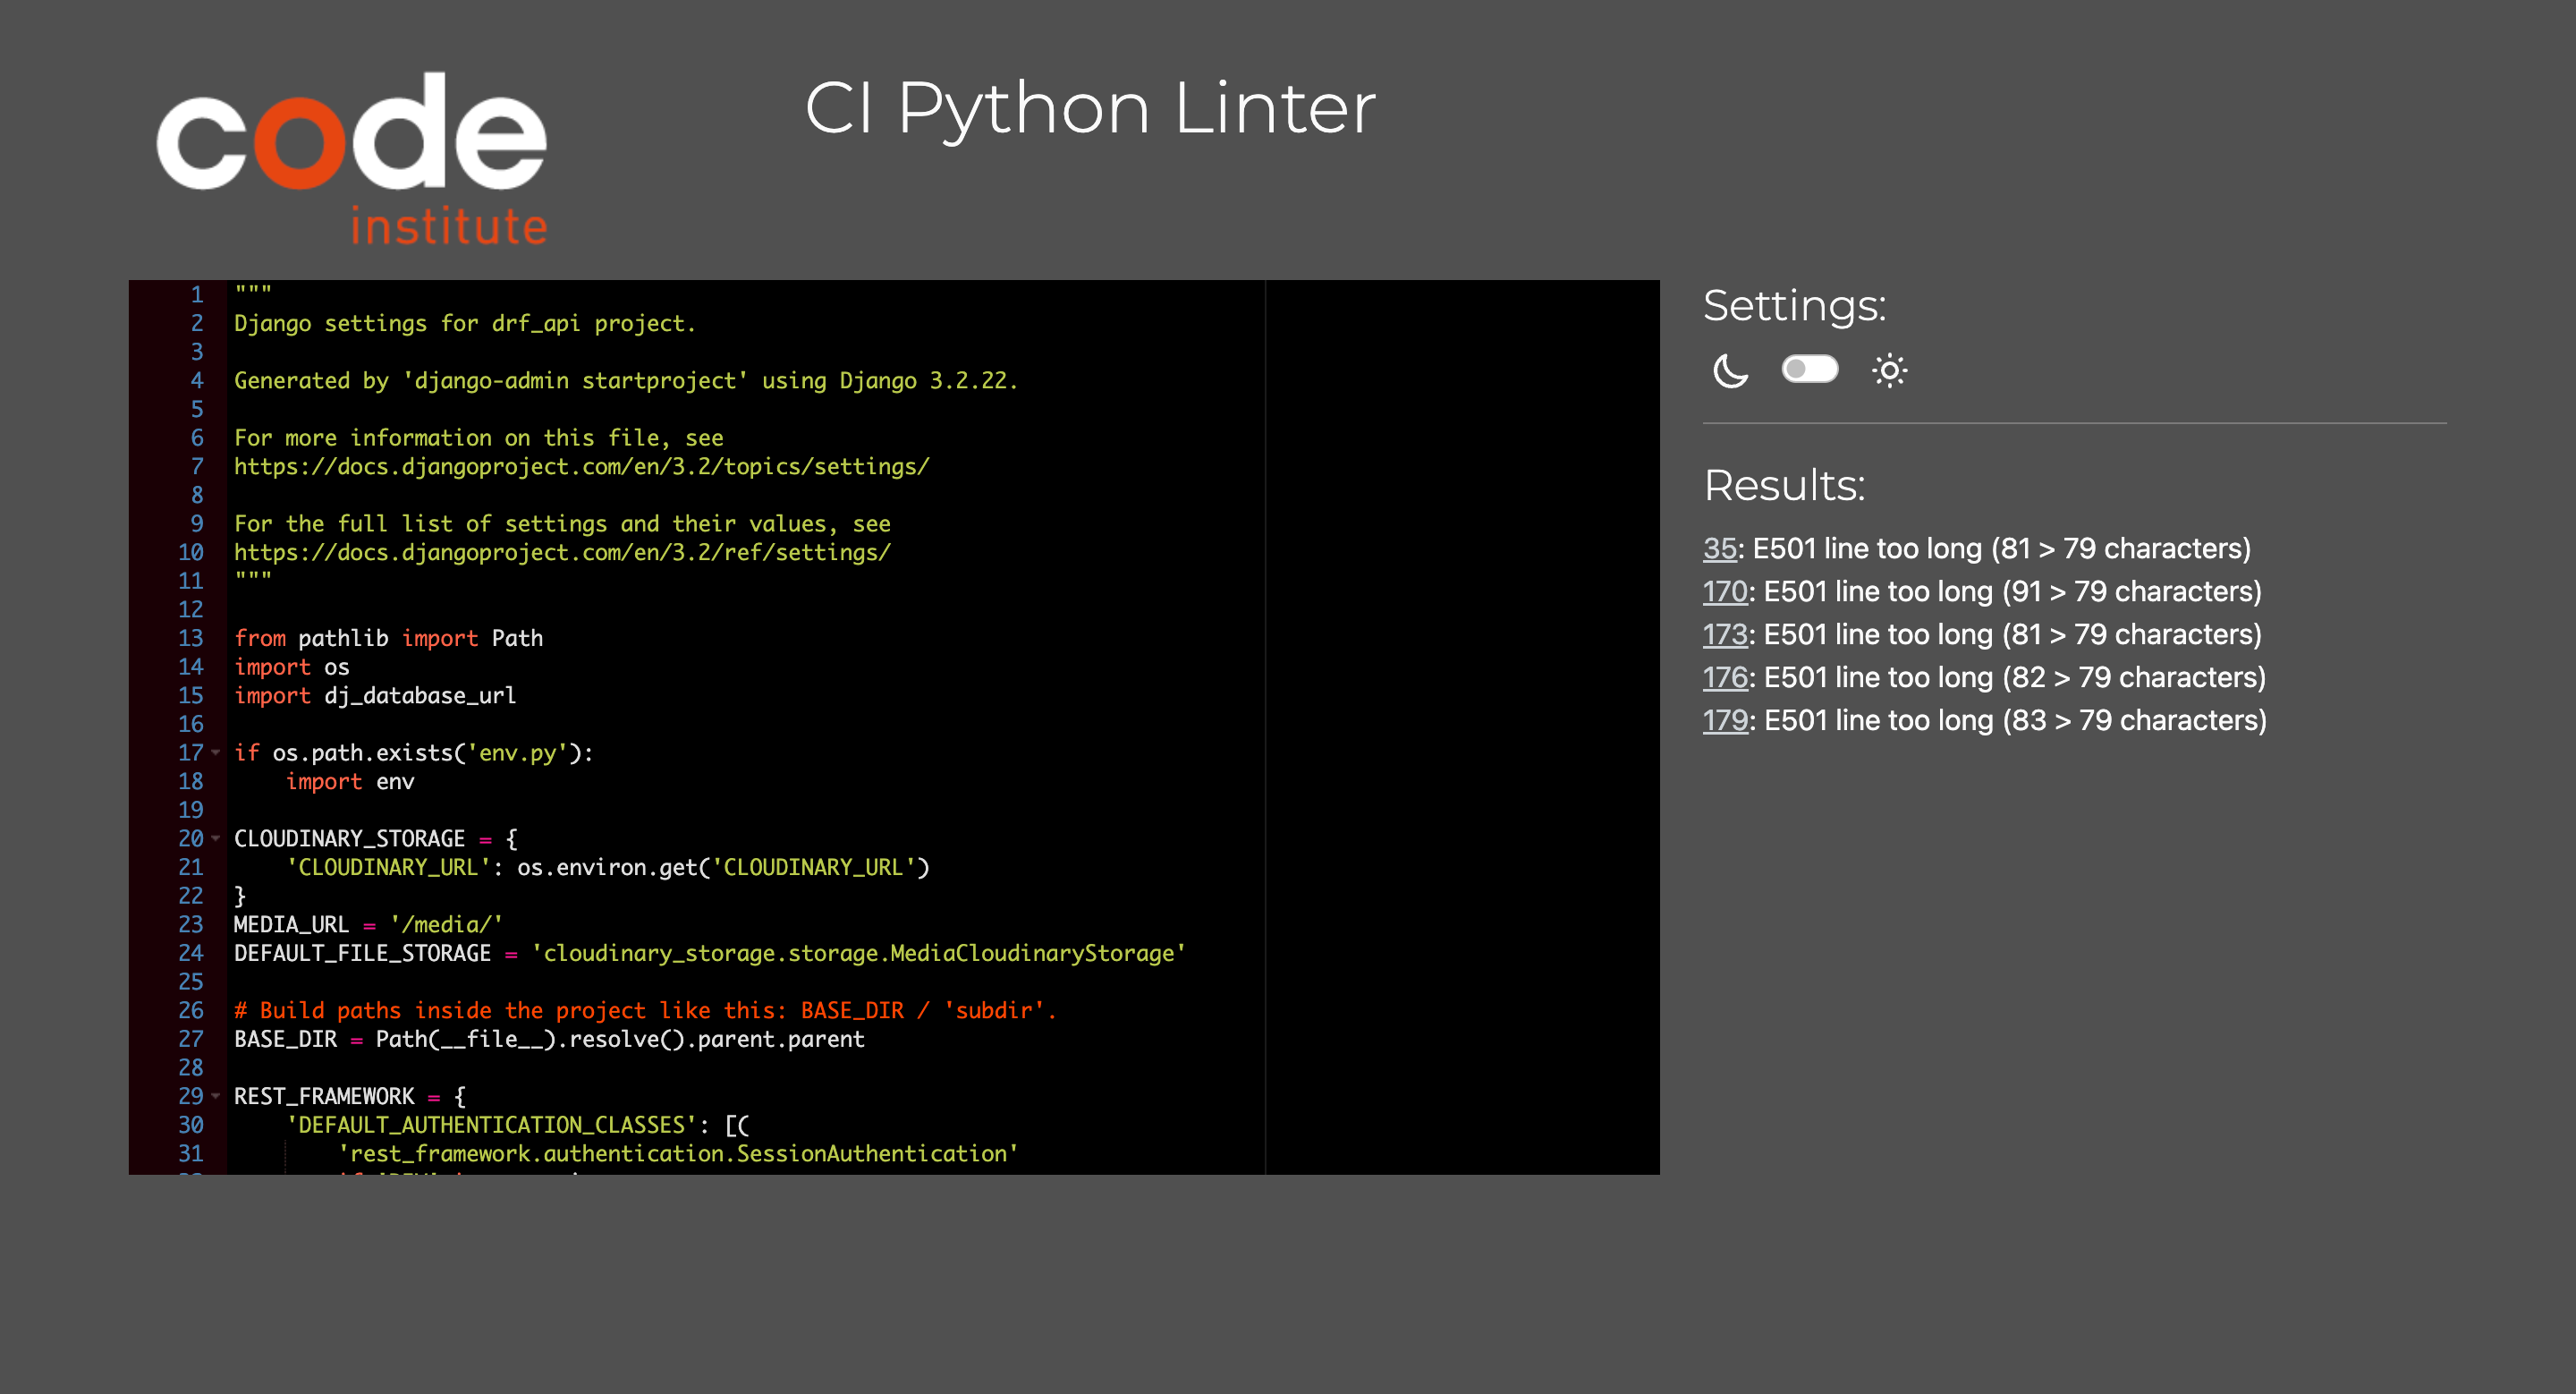 code
institute
CI Python Linter
1 """
2 Django settings for drf_api project.
3
4 Generated by 'django-admin startproject' using Django 3.2.22.
5
6 For more information on this file, see
7 https://docs.djangoproject.com/en/3.2/topics/settings/
8
9 For the full list of settings and their values, see
10 https://docs.djangoproject.com/en/3.2/ref/settings/
11 """
12
13 from pathlib import Path
14 import os
15 import dj_database_url
16
17 if os.path.exists('env.py'):
18     import env
19
20 CLOUDINARY_STORAGE = {
21     'CLOUDINARY_URL': os.environ.get('CLOUDINARY_URL')
22 }
23 MEDIA_URL = '/media/'
24 DEFAULT_FILE_STORAGE = 'cloudinary_storage.storage.MediaCloudinaryStorage'
25
26 # Build paths inside the project like this: BASE_DIR / 'subdir'.
27 BASE_DIR = Path(__file__).resolve().parent.parent
28
29 REST_FRAMEWORK = {
30     'DEFAULT_AUTHENTICATION_CLASSES': [(
31         'rest_framework.authentication.SessionAuthentication'
Settings:
Results:
35: E501 line too long (81 > 79 characters)
170: E501 line too long (91 > 79 characters)
173: E501 line too long (81 > 79 characters)
176: E501 line too long (82 > 79 characters)
179: E501 line too long (83 > 79 characters)